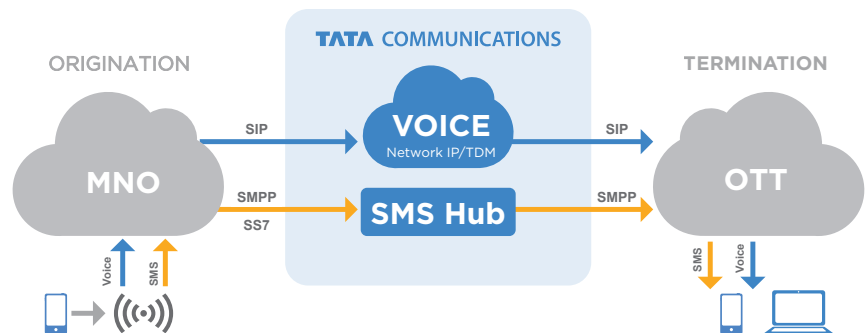 TATA COMMUNICATIONS
ORIGINATION
TERMINATION
SIP
VOICE
Network IP/TDM
SIP
MNO
OTT
SMPP
SS7
SMS Hub
SMPP
Voice
SMS
SMS
Voice